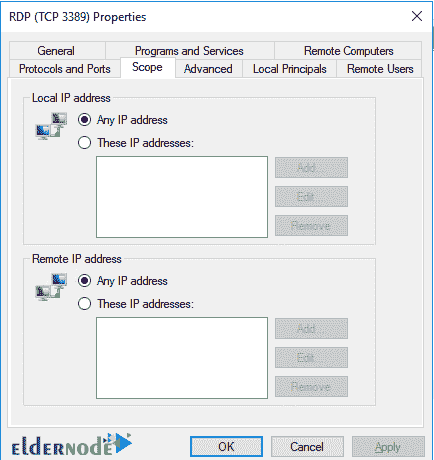 RDP (TCP 3389) Properties
General Programs and Services Remote Computers
Protocols and Ports Scope Advanced Local Principals Remote Users
Local IP address
Any IP address
These IP addresses:
Add...
Edit...
Remove
Remote IP address
Any IP address
These IP addresses:
Add...
Edit...
Remove
eldernode
OK Cancel Apply